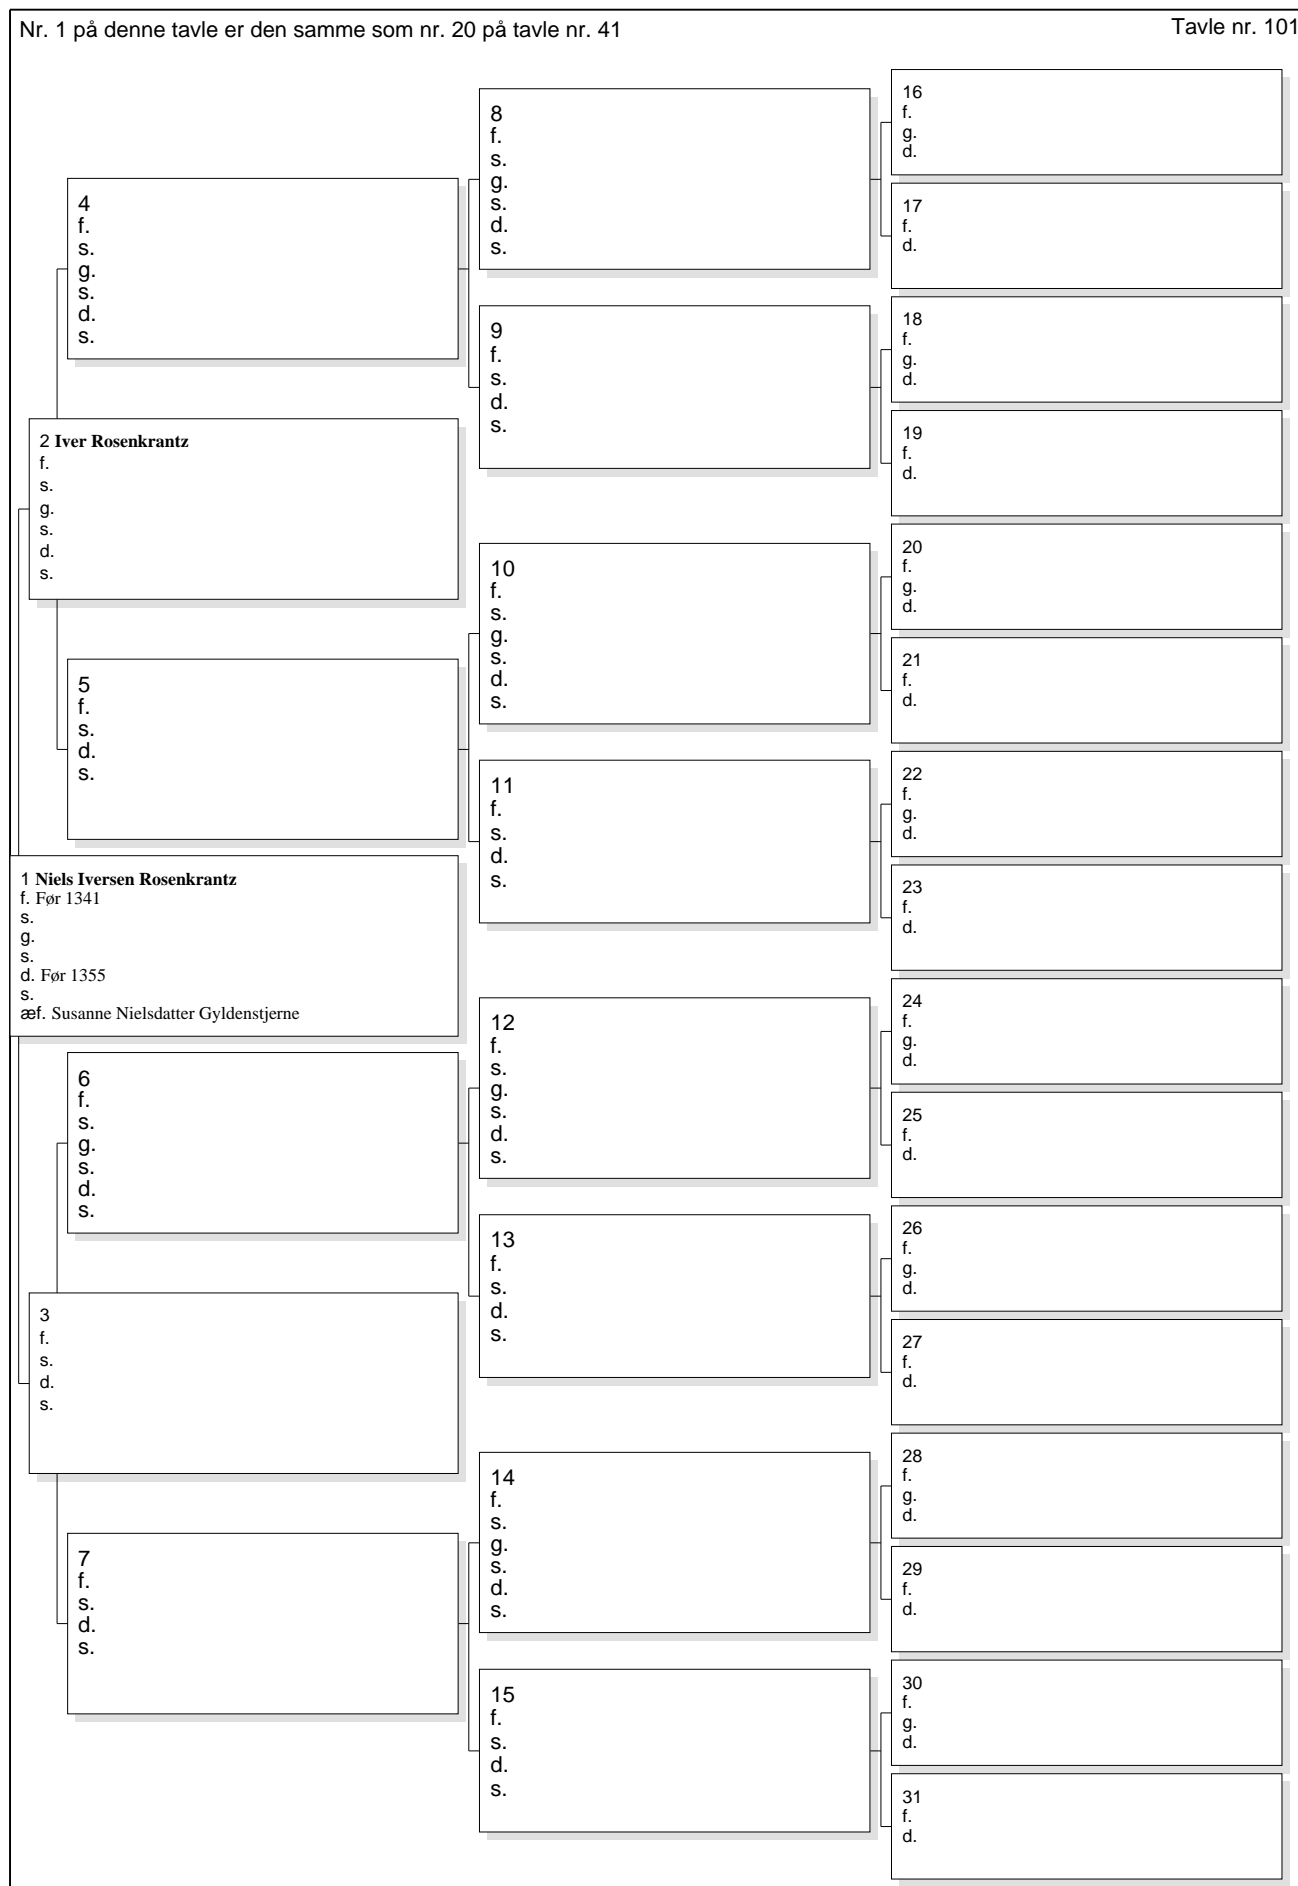 Nr. 1 på denne tavle er den samme som nr. 20 på tavle nr. 41
Tavle nr. 101
1 Niels Iversen Rosenkrantz
f. Før 1341
s.
g.
s.
d. Før 1355
s.
æf. Susanne Nielsdatter Gyldenstjerne
2 Iver Rosenkrantz
f.
s.
g.
s.
d.
s.
3
f.
s.
d.
s.
4
f.
s.
g.
s.
d.
s.
5
f.
s.
d.
s.
6
f.
s.
g.
s.
d.
s.
7
f.
s.
d.
s.
8
f.
s.
g.
s.
d.
s.
9
f.
s.
d.
s.
10
f.
s.
g.
s.
d.
s.
11
f.
s.
d.
s.
12
f.
s.
g.
s.
d.
s.
13
f.
s.
d.
s.
14
f.
s.
g.
s.
d.
s.
15
f.
s.
d.
s.
16
f.
g.
d.
17
f.
d.
18
f.
g.
d.
19
f.
d.
20
f.
g.
d.
21
f.
d.
22
f.
g.
d.
23
f.
d.
24
f.
g.
d.
25
f.
d.
26
f.
g.
d.
27
f.
d.
28
f.
g.
d.
29
f.
d.
30
f.
g.
d.
31
f.
d.